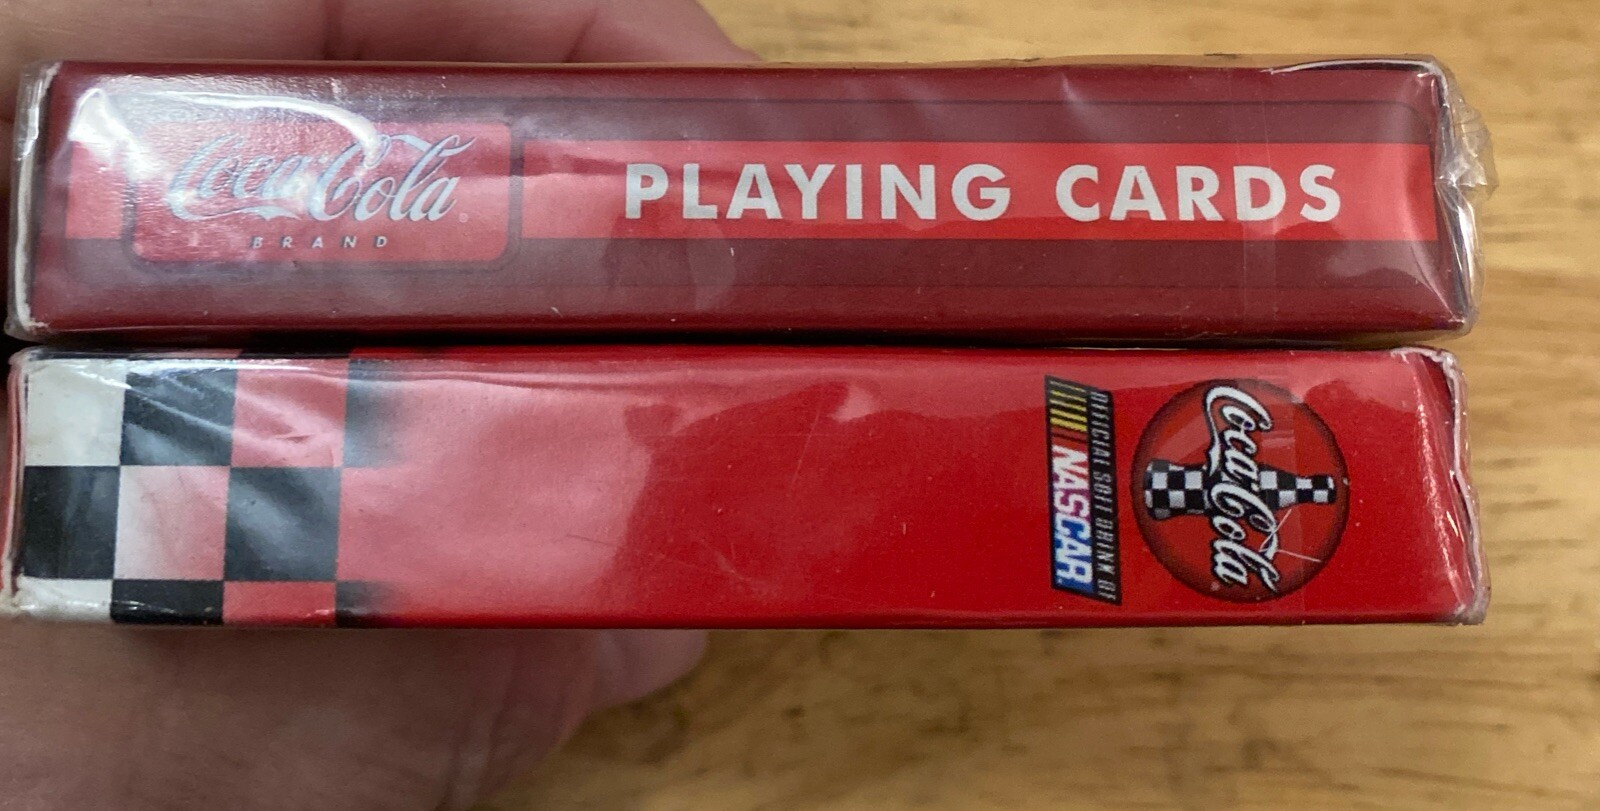 Coca-Cola
BRAND
PLAYING CARDS
OFFICIAL SOFT DRINK OF
NASCAR
Coca-Cola